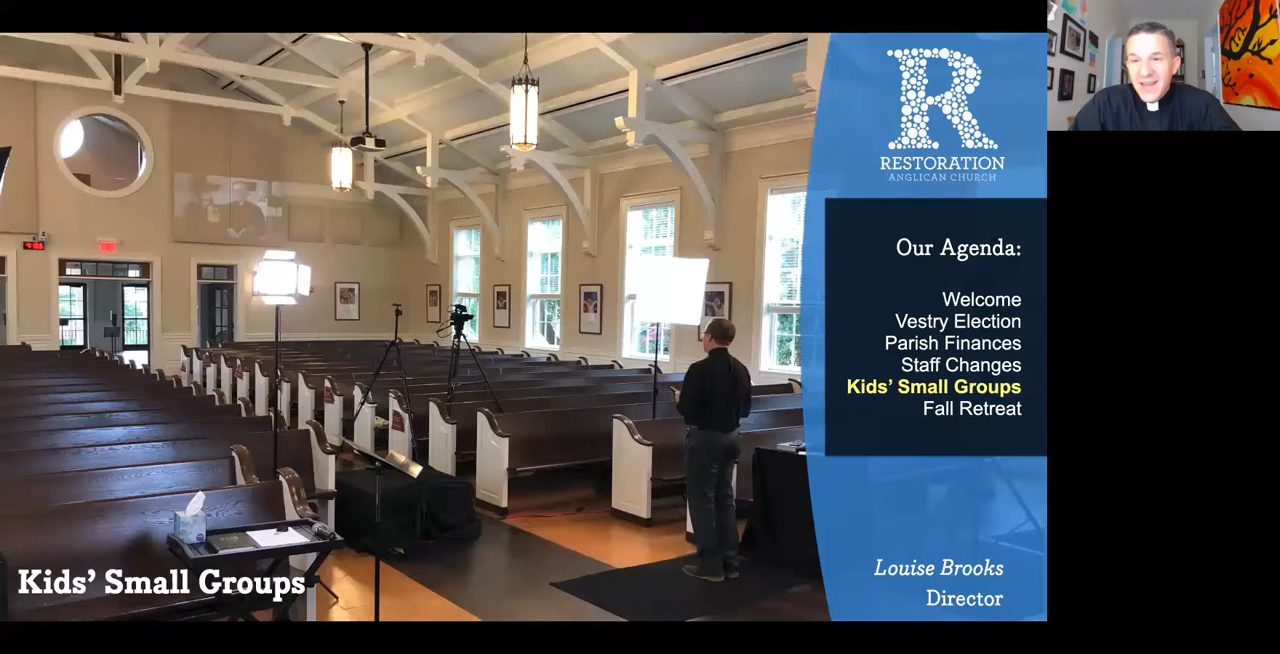 R
RESTORATION
ANGLICAN CHURCH
Our Agenda:
Welcome
Vestry Election
Parish Finances
Staff Changes
Kids' Small Groups
Fall Retreat
Kids' Small Groups
Louise Brooks
Director